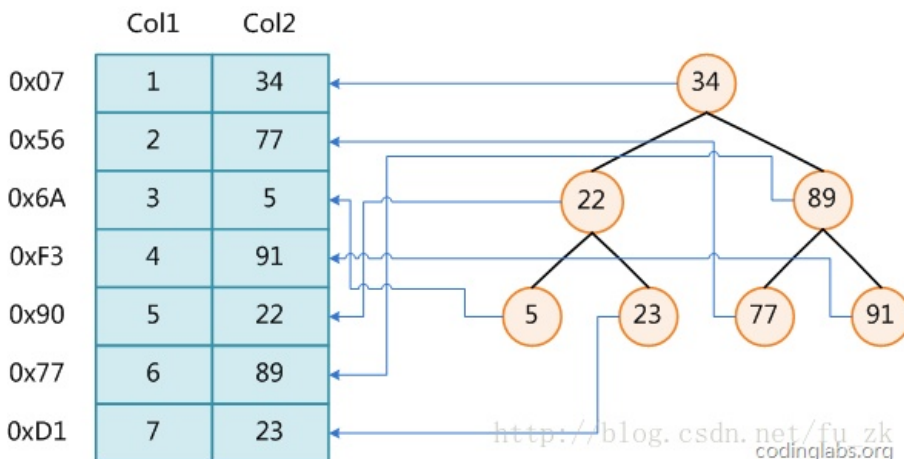 Col1 Col2
0x07 1 34
0x56 2 77
0x6A 3 5
0xF3 4 91
0x90 5 22
0x77 6 89
0xD1 7 23
34
22 89
5 23 77 91
http://blog.csdn.net/fu_zk
codinglabs.org